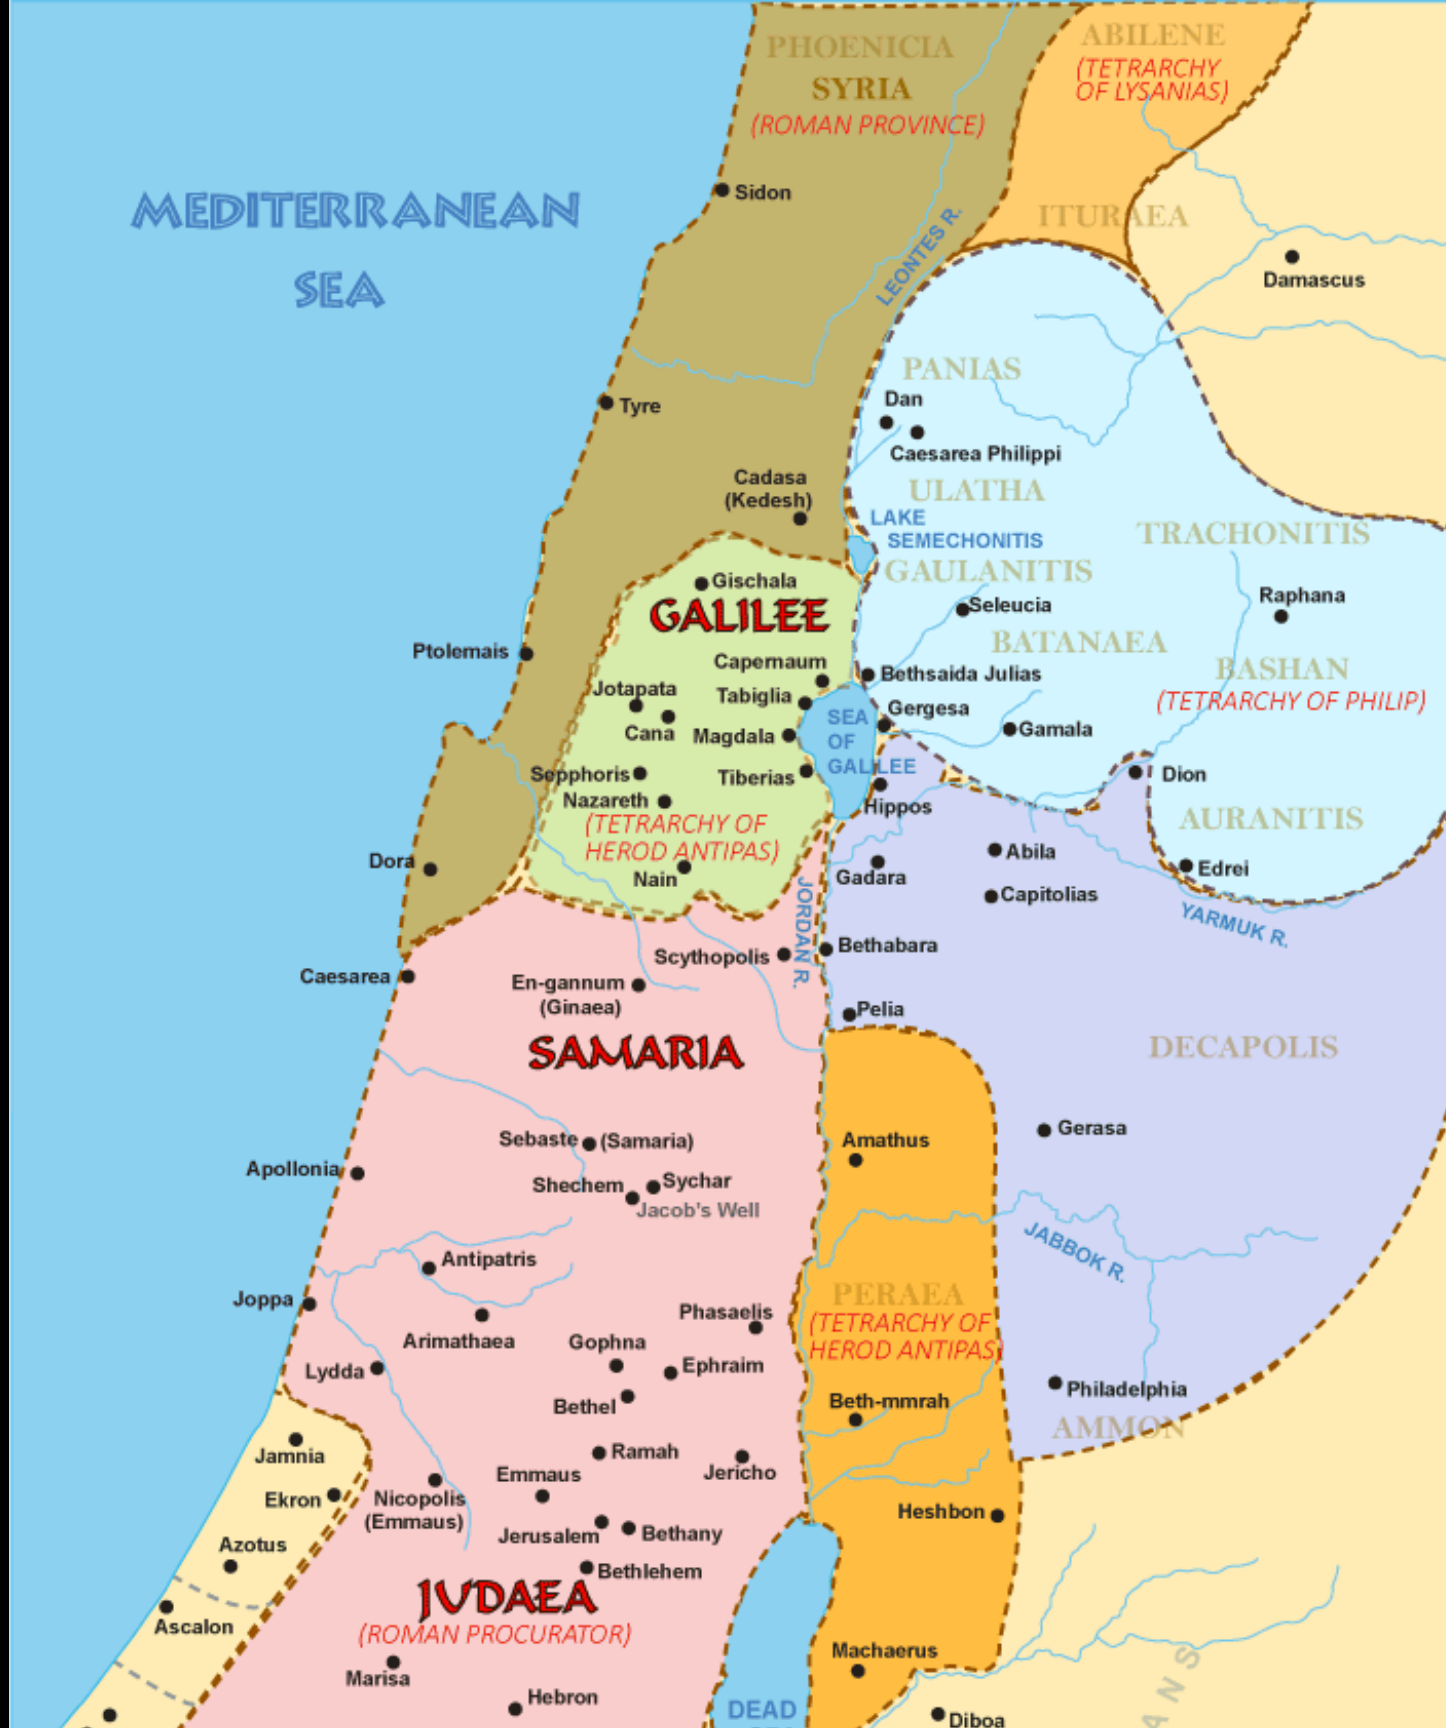 PHOENICIA
SYRIA
(ROMAN PROVINCE)
ABILENE
(TETRARCHY
OF LYSANIAS)
MEDITERRANEAN
SEA
Sidon
LEONTES R.
ITURAEA
Damascus
PANIAS
Dan
Caesarea Philippi
Tyre
Cadasa
(Kedesh)
ULATHA
LAKE
SEMECHONITIS
TRACHONITIS
GAULANITIS
Gischala
GALILEE
Seleucia
Raphana
BATANAEA
BASHAN
(TETRARCHY OF PHILIP)
Ptolemais
Capernaum
Bethsaida Julias
Jotapata
Tabiglia
Gergesa
Cana
Magdala
SEA
OF
GALILEE
Gamala
Sepphoris
Tiberias
Dion
Nazareth
Hippos
(TETRARCHY OF
HEROD ANTIPAS)
AURANITIS
Dora
Nain
Abila
Gadara
Edrei
Capitolias
JORDAN R.
YARMUK R.
Scythopolis
Bethabara
Caesarea
En-gannum
(Ginaea)
Pelia
SAMARIA
DECAPOLIS
Sebaste
(Samaria)
Amathus
Gerasa
Apollonia
Shechem
Sychar
Jacob's Well
JABBOK R.
Antipatris
Joppa
Phasaelis
PERAEA
(TETRARCHY OF
HEROD ANTIPAS)
Arimathaea
Gophna
Lydda
Ephraim
Bethel
Beth-mmrah
Philadelphia
AMMON
Jamnia
Ramah
Emmaus
Jericho
Ekron
Nicopolis
(Emmaus)
Heshbon
Azotus
Jerusalem
Bethany
Bethlehem
JUDAEA
(ROMAN PROCURATOR)
Ascalon
Marisa
Machaerus
Hebron
DEAD
Diboa